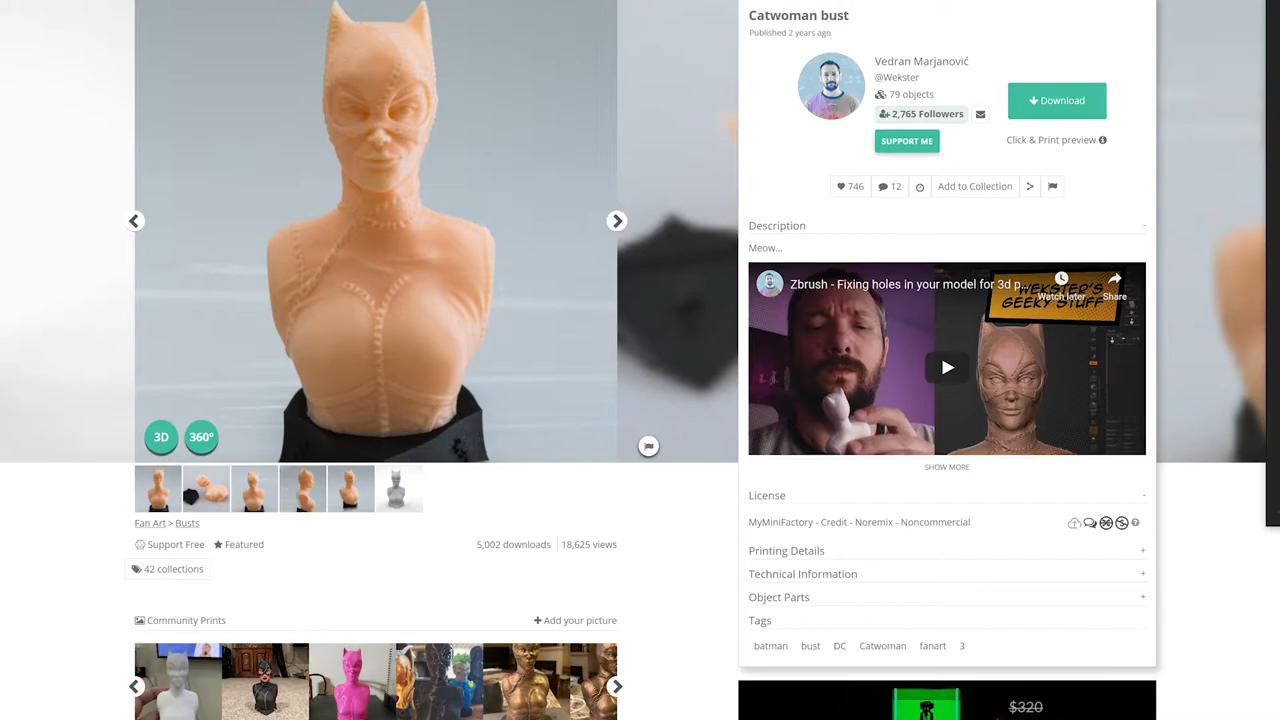 Catwoman bust
Published 2 years ago
Vedran Marjanović
@Wekster
79 objects
2,765 Followers
SUPPORT ME
Download
Click & Print preview
746
12
Add to Collection
Description
-
Meow...
Zbrush - Fixing holes in your model for 3d p...
Watch later
Share
WEKSTER'S
GEEKY STUFF
SHOW MORE
License
-
MyMiniFactory - Credit - Noremix - Noncommercial
Printing Details
+
Technical Information
+
Object Parts
+
Tags
batman bust DC Catwoman fanart 3
$320
3D
360°
Fan Art > Busts
Support Free
Featured
5,002 downloads
18,625 views
42 collections
Community Prints
+ Add your picture